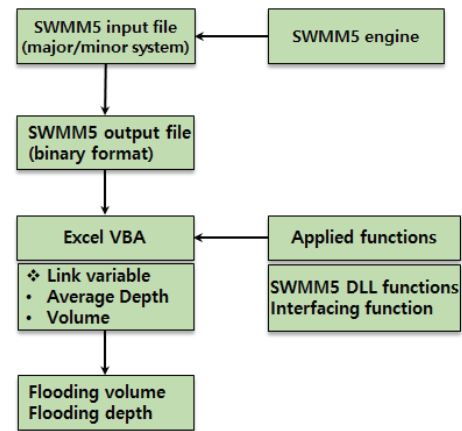 SWMM5 input file
(major/minor system)
SWMM5 engine
SWMM5 output file
(binary format)
Excel VBA
Applied functions
❖ Link variable
• Average Depth
• Volume
SWMM5 DLL functions
Interfacing function
Flooding volume
Flooding depth